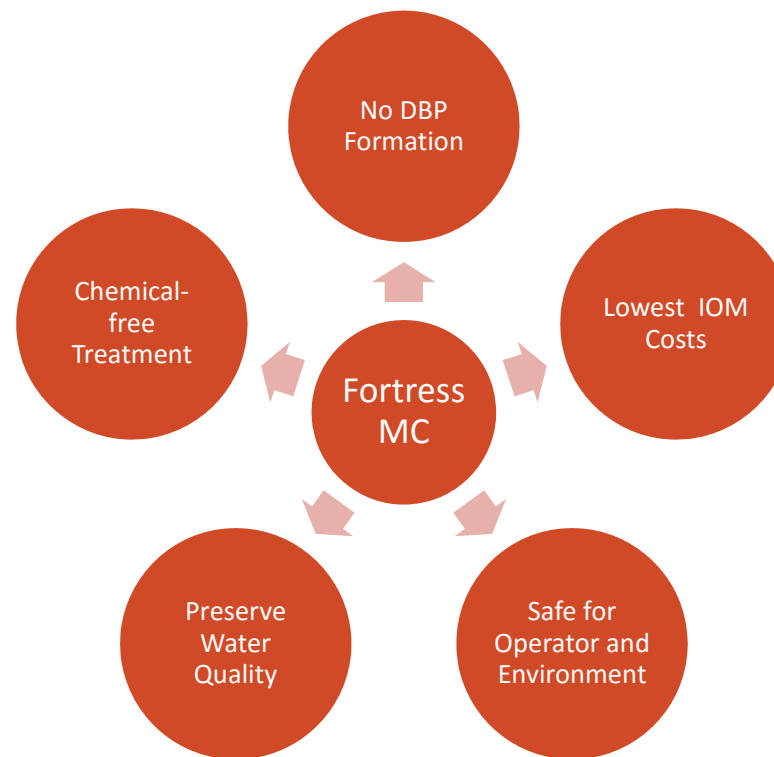 No DBP
Formation
Chemical-
free
Treatment
Lowest  IOM
Costs
Fortress
MC
Preserve
Water
Quality
Safe for
Operator and
Environment